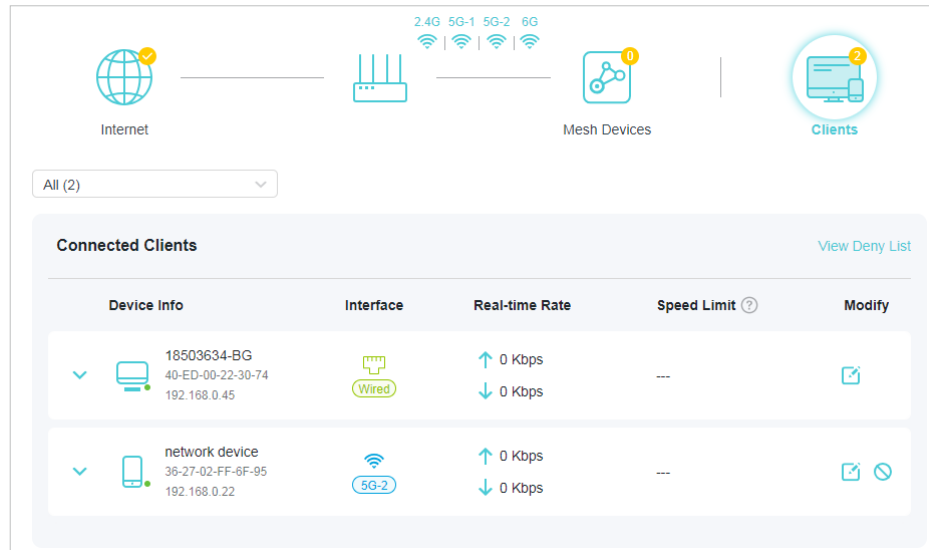 2.4G 5G-1 5G-2 6G
0
2
Internet
Mesh Devices
Clients
All (2)
Connected Clients
View Deny List
Device Info
Interface
Real-time Rate
Speed Limit ?
Modify
18503634-BG
40-ED-00-22-30-74
192.168.0.45
Wired
0 Kbps
0 Kbps
---
network device
36-27-02-FF-6F-95
192.168.0.22
5G-2
0 Kbps
0 Kbps
---